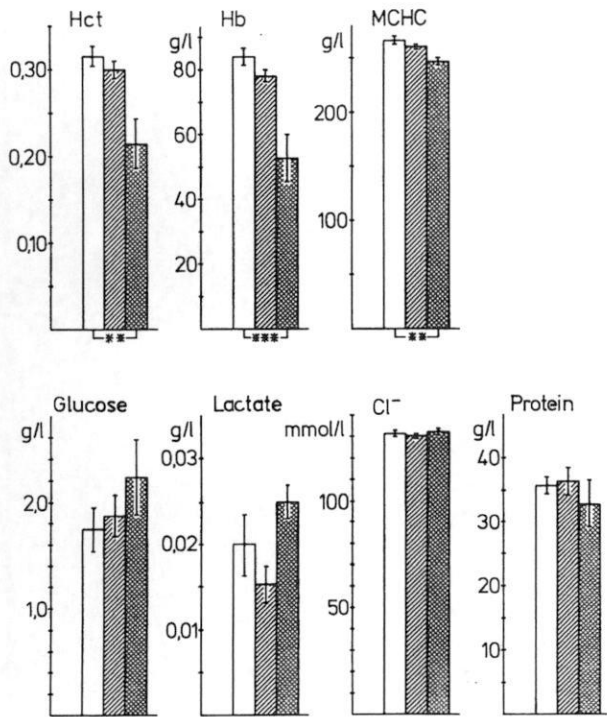 Hct
Hb
MCHC
g/l
g/l
0,30
0,20
0,10
80
60
40
20
200
100
**
***
**
Glucose
Lactate
Cl⁻
Protein
g/l
g/l
mmol/l
g/l
2,0
1,0
0,03
0,02
0,01
100
50
40
30
20
10